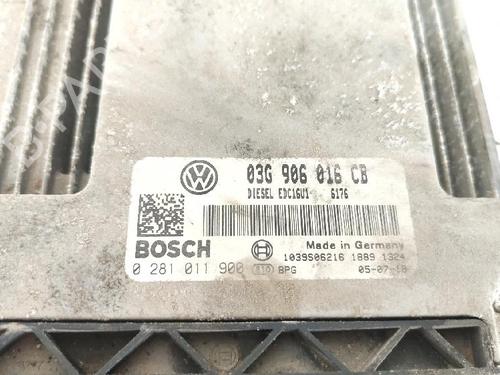 03G 906 016 CB
DIESEL EDC16U1 6176
BOSCH
Made in Germany
1039S06216 1889 1324
0 281 011 900
BPG
05-07-18